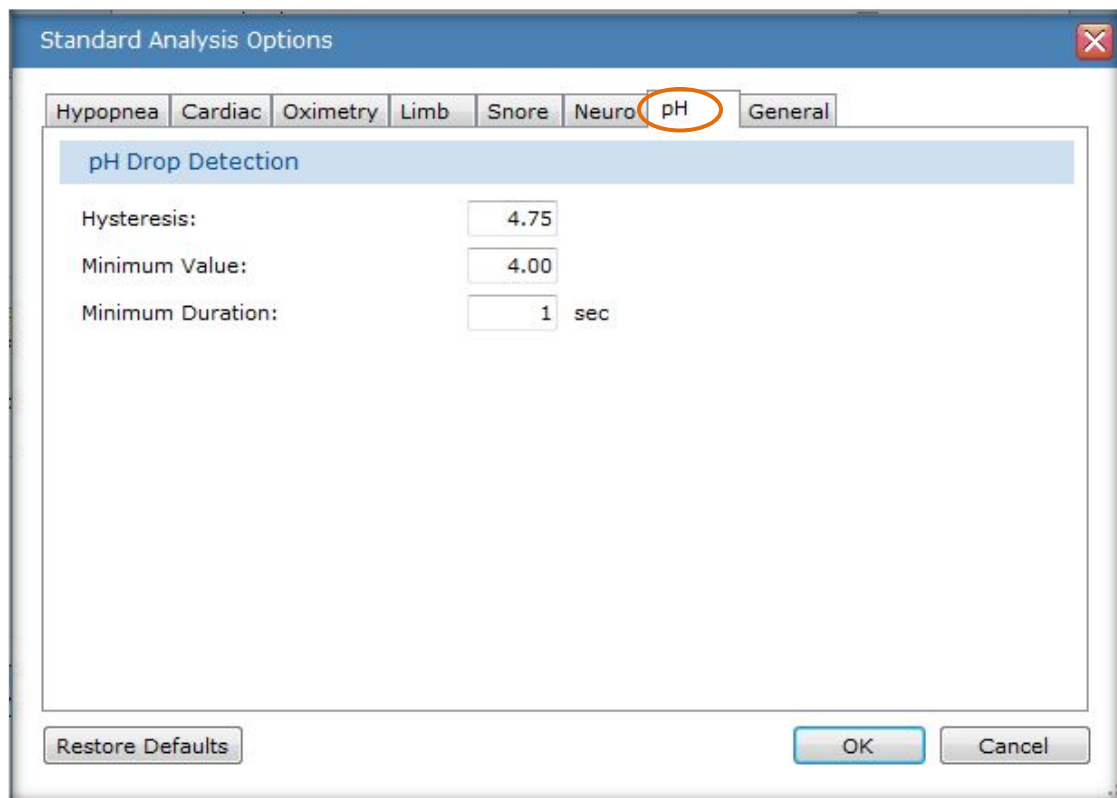 Standard Analysis Options
Hypopnea Cardiac Oximetry Limb Snore Neuro pH General
pH Drop Detection
Hysteresis: 4.75
Minimum Value: 4.00
Minimum Duration: 1 sec
Restore Defaults OK Cancel